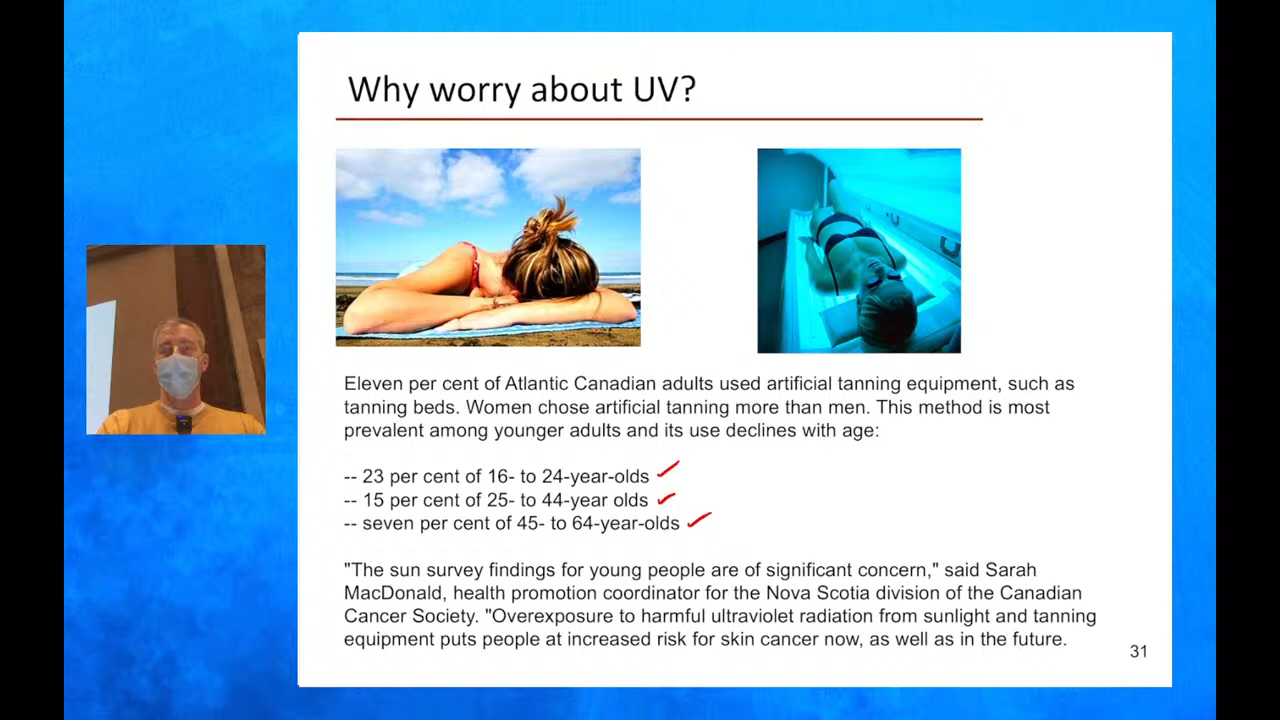 Why worry about UV?
Eleven per cent of Atlantic Canadian adults used artificial tanning equipment, such as
tanning beds. Women chose artificial tanning more than men. This method is most
prevalent among younger adults and its use declines with age:
-- 23 per cent of 16- to 24-year-olds
-- 15 per cent of 25- to 44-year olds
-- seven per cent of 45- to 64-year-olds
"The sun survey findings for young people are of significant concern," said Sarah
MacDonald, health promotion coordinator for the Nova Scotia division of the Canadian
Cancer Society. "Overexposure to harmful ultraviolet radiation from sunlight and tanning
equipment puts people at increased risk for skin cancer now, as well as in the future.
31